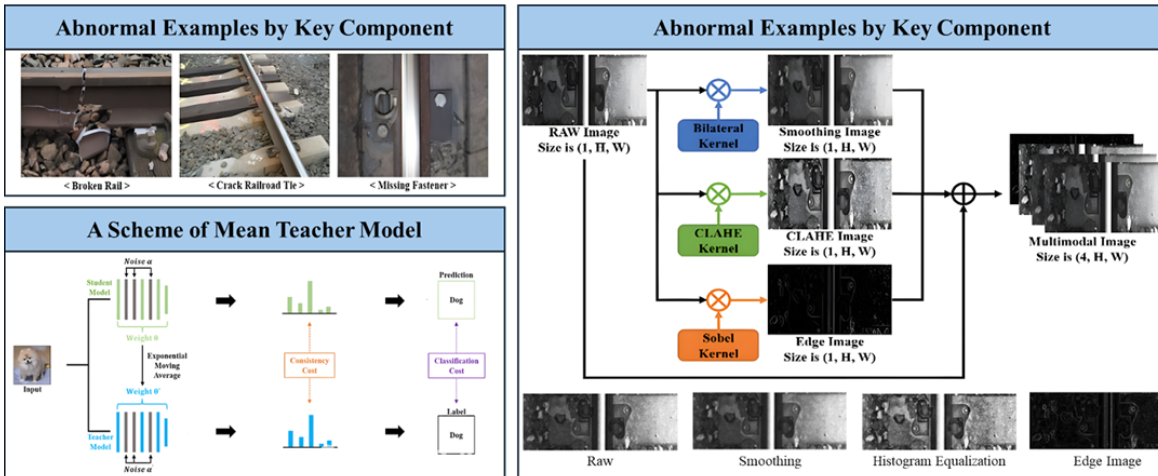 Abnormal Examples by Key Component
< Broken Rail >
< Crack Railroad Tie >
< Missing Fastener >
A Scheme of Mean Teacher Model
Noise α
Student
Model
Weight θ
Exponential
Moving
Average
Input
Weight θ'
Teacher
Model
Noise α
Consistency
Cost
Prediction
Dog
Classification
Cost
Label
Dog
Abnormal Examples by Key Component
RAW Image
Size is (1, H, W)
Bilateral
Kernel
Smoothing Image
Size is (1, H, W)
CLAHE
Kernel
CLAHE Image
Size is (1, H, W)
Sobel
Kernel
Edge Image
Size is (1, H, W)
Multimodal Image
Size is (4, H, W)
Raw
Smoothing
Histogram Equalization
Edge Image